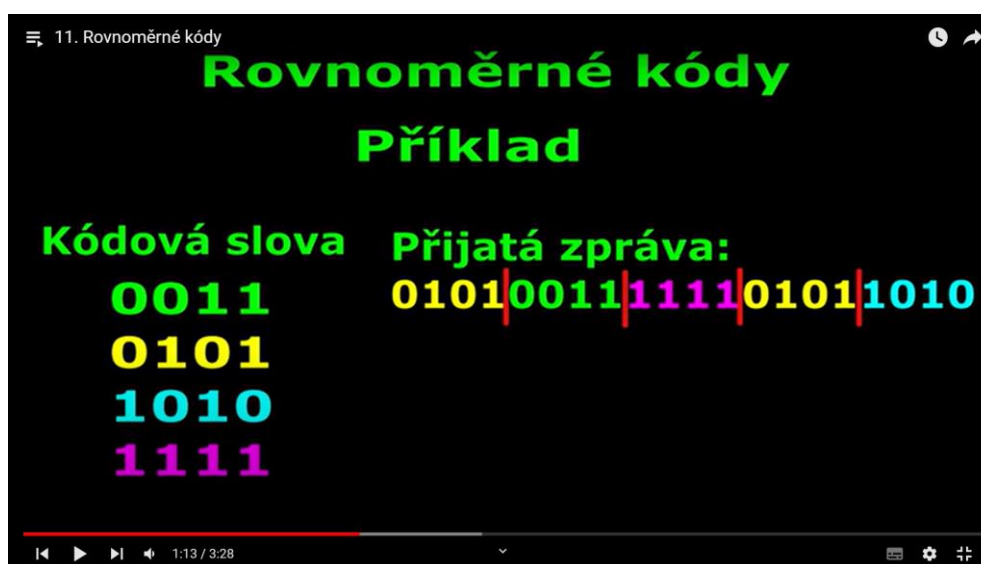 11. Rovnoměrné kódy
Rovnoměrné kódy
Příklad
Kódová slova
0011
0101
1010
1111
Přijatá zpráva:
0101|0011|1111|0101|1010
1:13 / 3:28